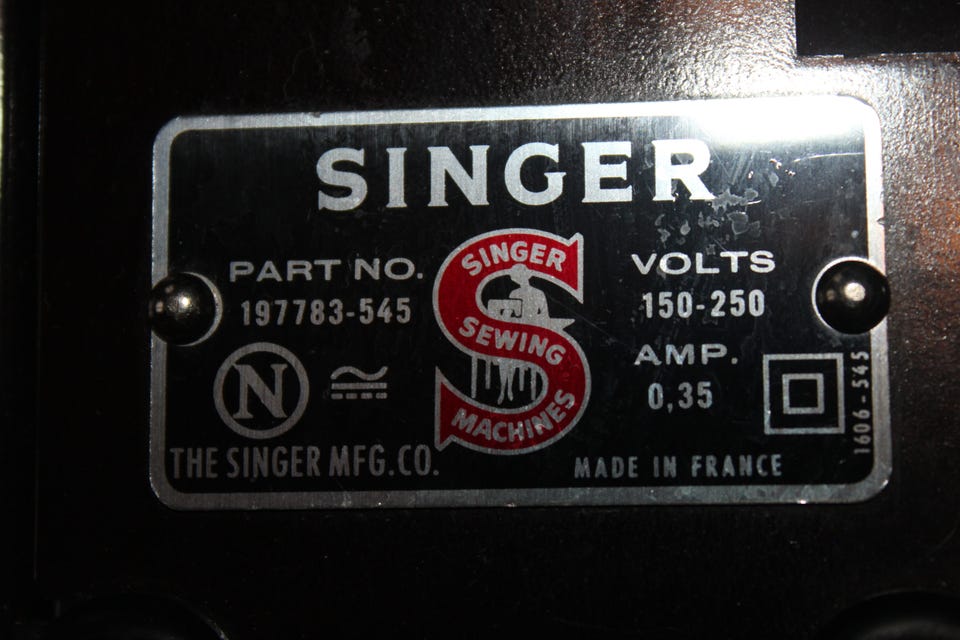 SINGER
PART NO.
197783-545
SINGER
SEWING
MACHINES
VOLTS
150-250
AMP.
0,35
N
1606-545
THE SINGER MFG. CO.
MADE IN FRANCE